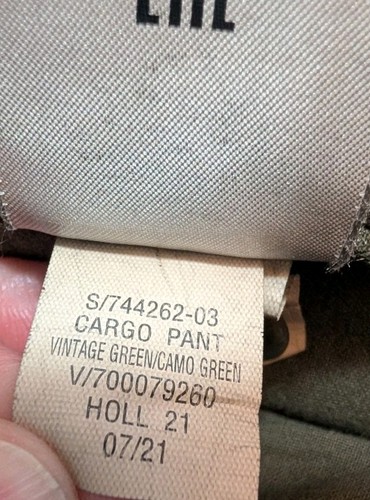 S/744262-03
CARGO PANT
VINTAGE GREEN/CAMO GREEN
V/700079260
HOLL 21
07/21